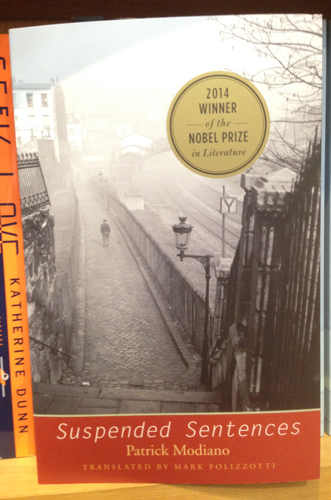 2014
WINNER
of the
NOBEL PRIZE
in Literature
Suspended Sentences
Patrick Modiano
TRANSLATED BY MARK POLIZZOTTI
KATHERINE DUNN